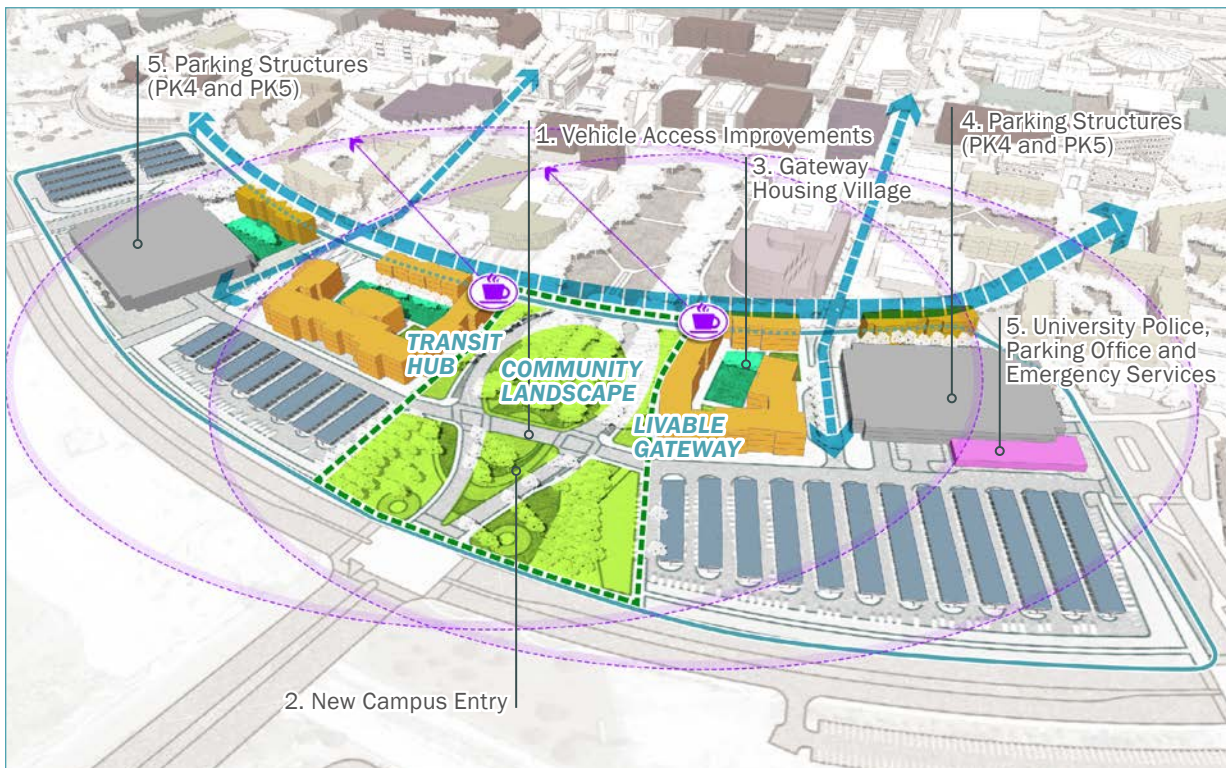 5. Parking Structures
(PK4 and PK5)
1. Vehicle Access Improvements
4. Parking Structures
(PK4 and PK5)
3. Gateway
Housing Village
5. University Police,
Parking Office and
Emergency Services
TRANSIT
HUB
COMMUNITY
LANDSCAPE
LIVABLE
GATEWAY
2. New Campus Entry